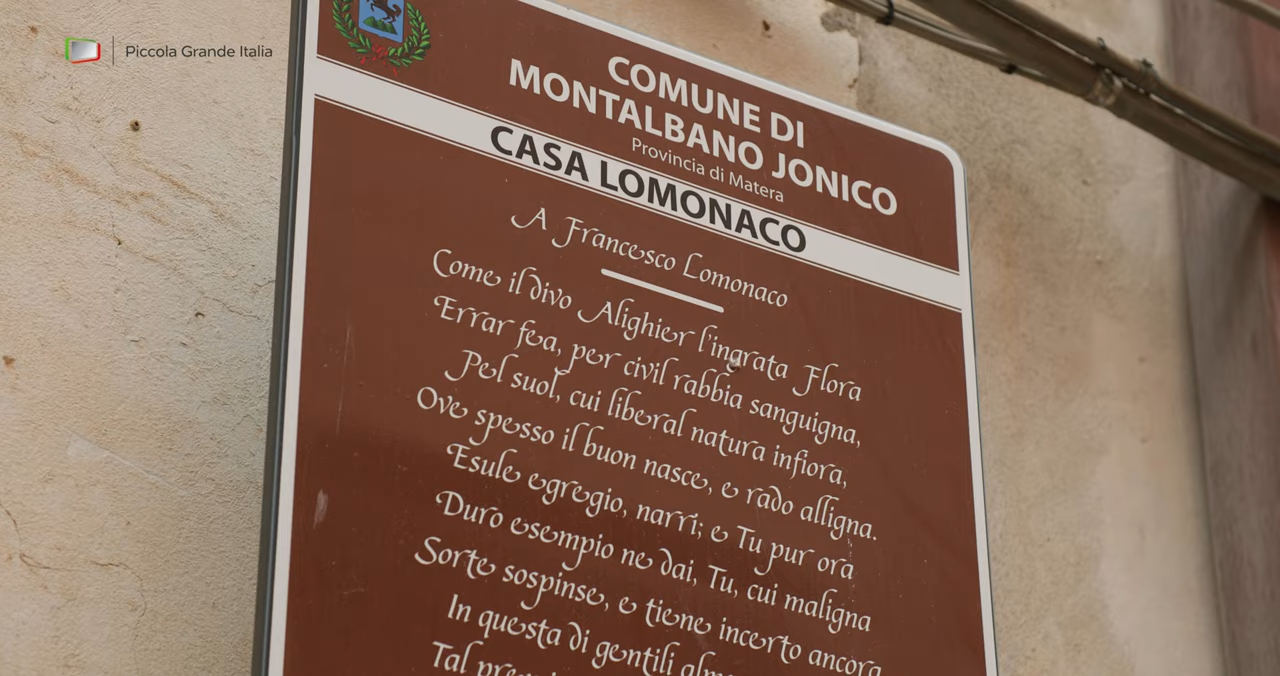 Piccola Grande Italia
COMUNE DI
MONTALBANO JONICO
Provincia di Matera
CASA LOMONACO
A Francesco Lomonaco
Come il divo Alighier l'ingrata Flora
Errar fea, per civil rabbia sanguigna,
Pel suol, cui liberal natura infiora,
Ove spesso il buon nasce, e rado alligna.
Esule egregio, narri; e Tu pur ora
Duro esempio ne dai, Tu, cui maligna
Sorte sospinse, e tiene incerto ancora
In questa di gentili
Tal